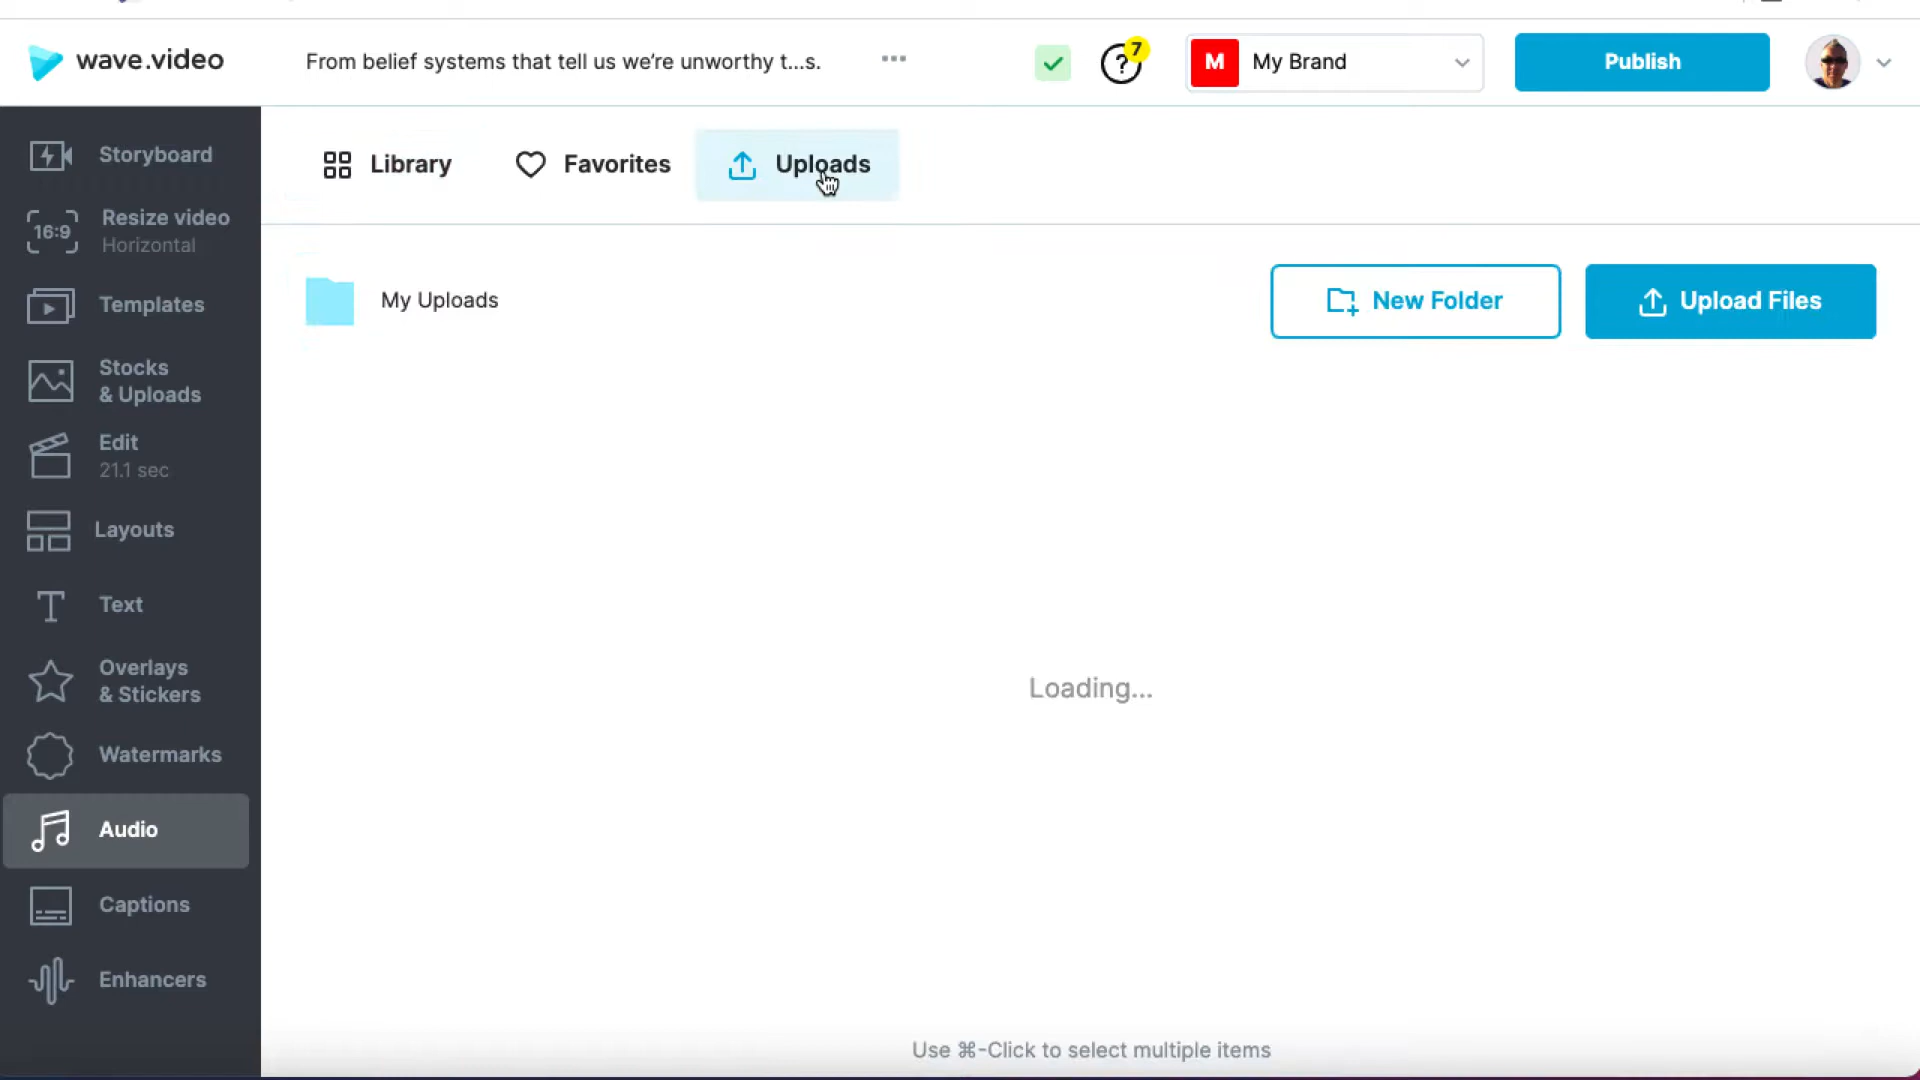 wave.video
From belief systems that tell us we’re unworthy t...s.
7
?
M
My Brand
Publish
Storyboard
16:9
Resize video
Horizontal
Templates
Stocks
& Uploads
Edit
21.1 sec
Layouts
Text
Overlays
& Stickers
Watermarks
Audio
Captions
Enhancers
Library
Favorites
Uploads
My Uploads
New Folder
Upload Files
Loading...
Use ⌘-Click to select multiple items